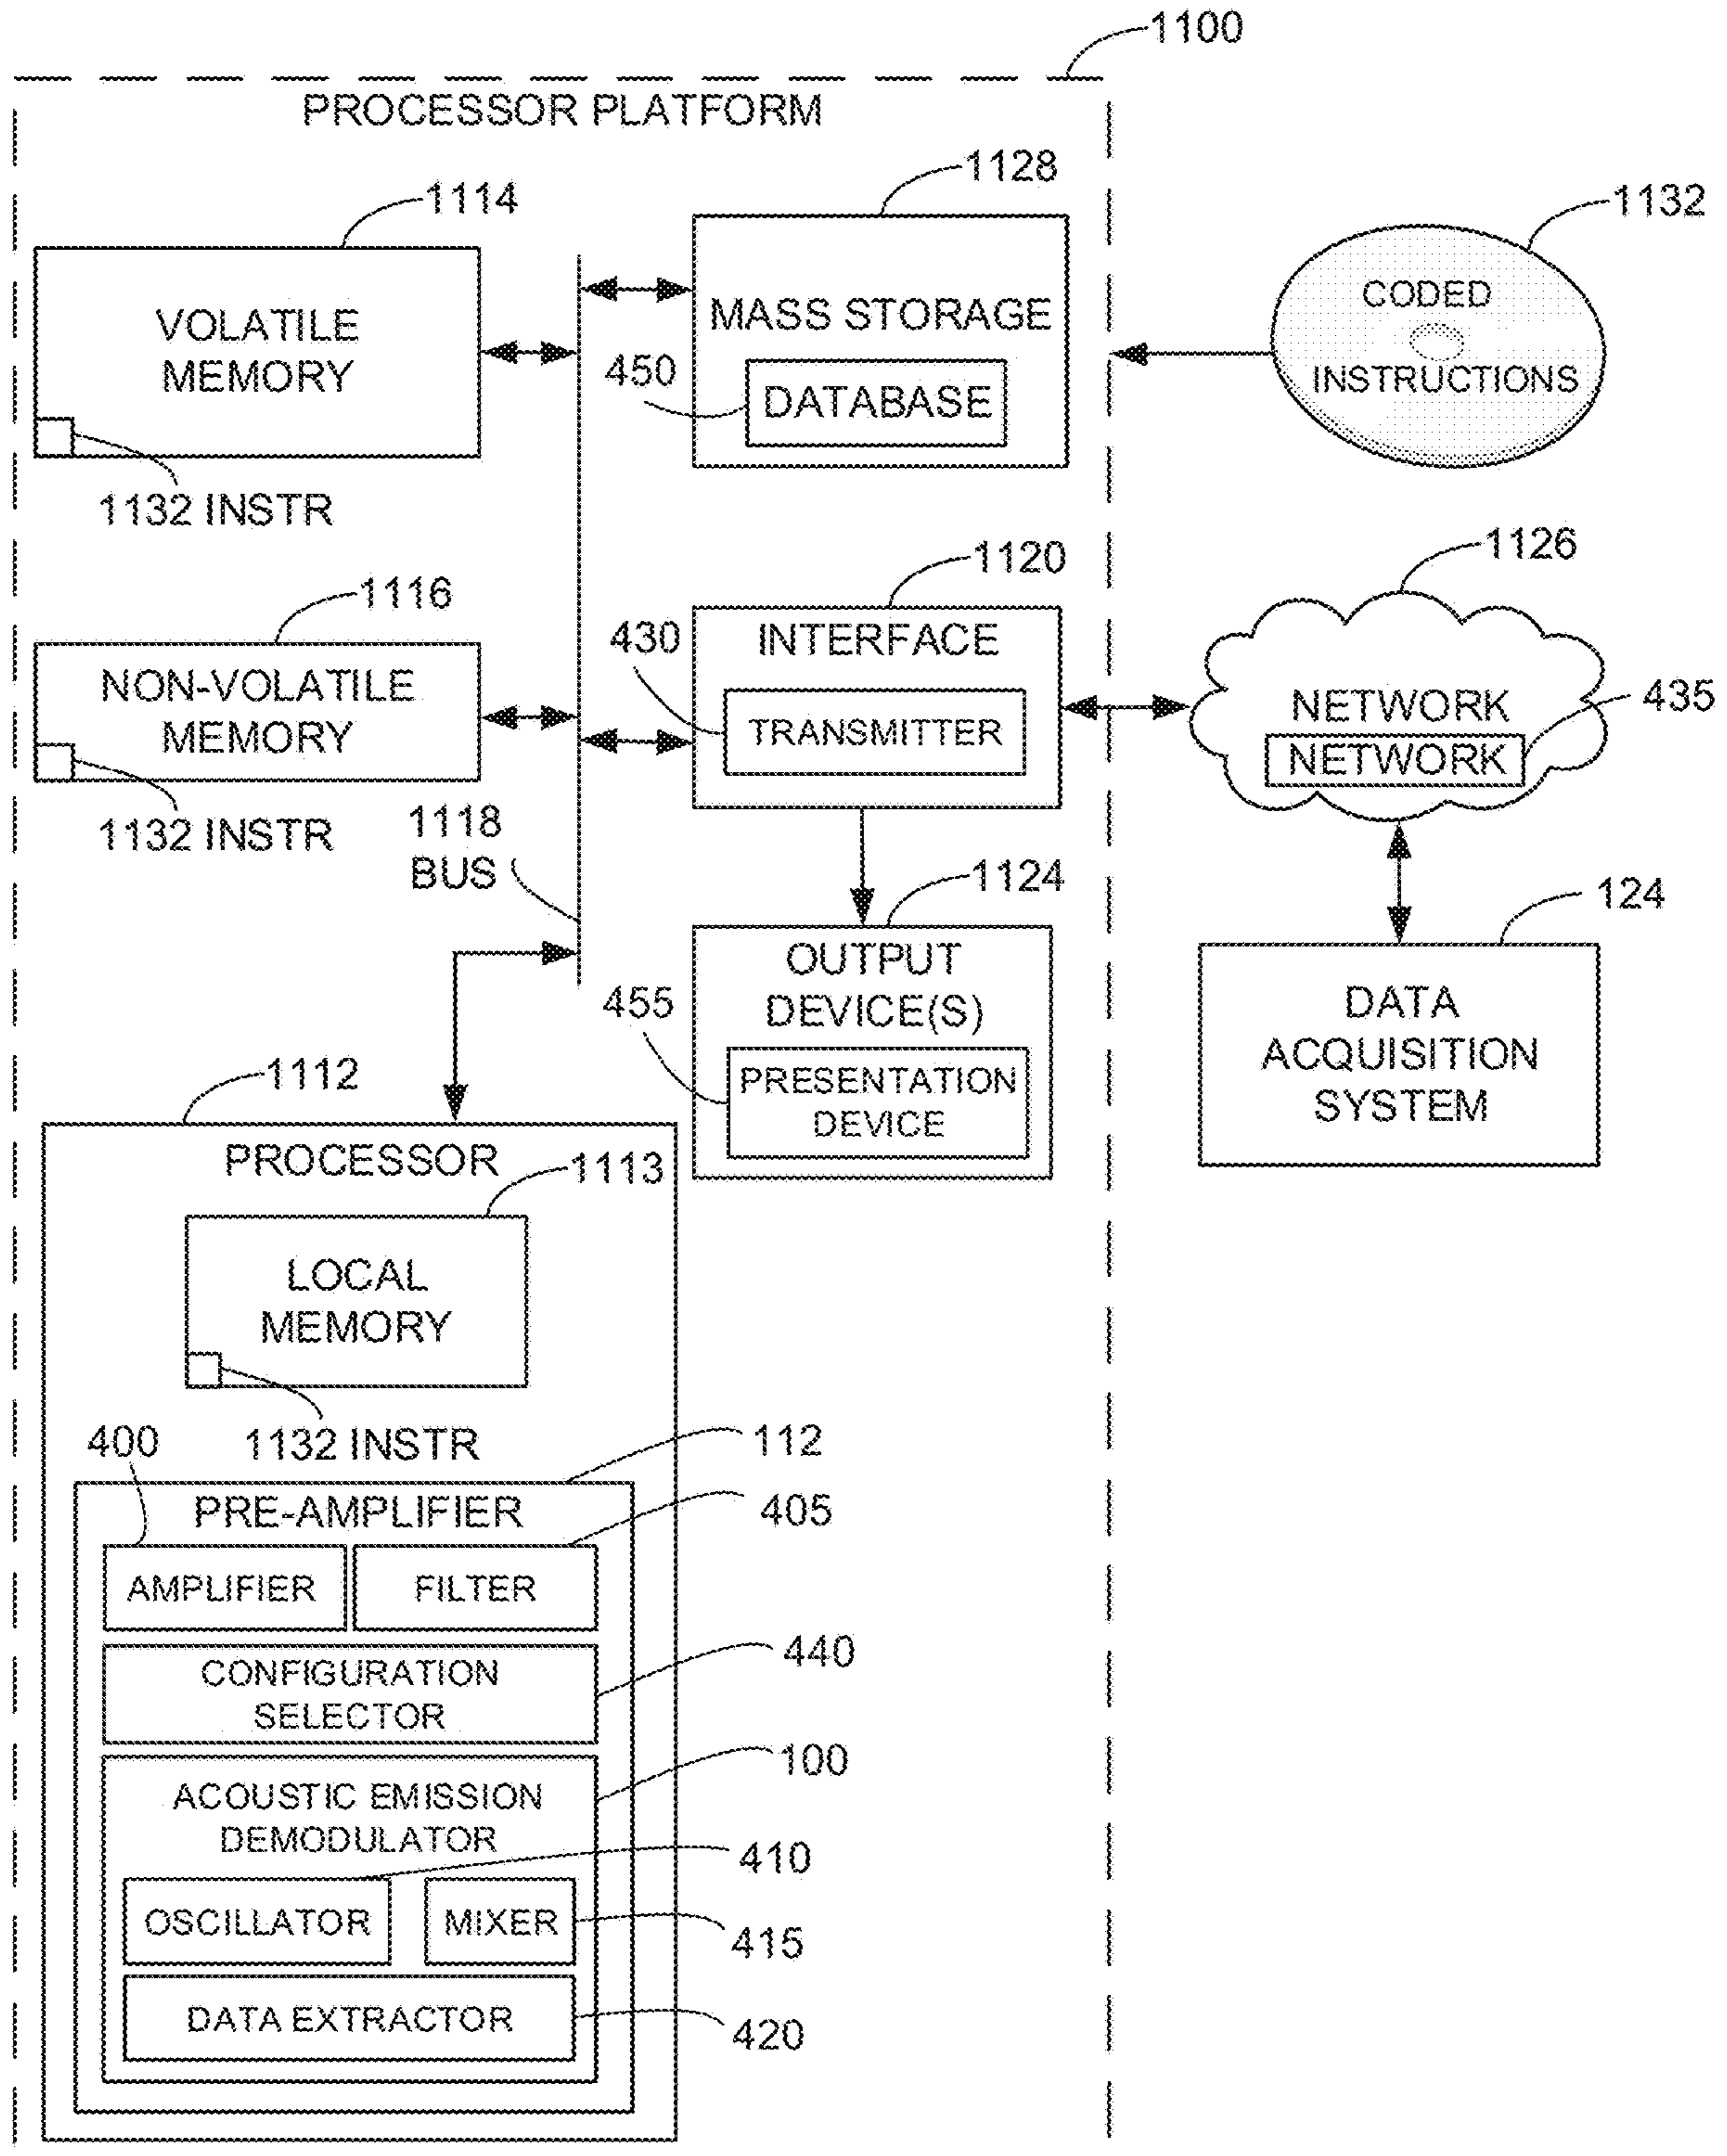 1100
PROCESSOR PLATFORM
1128
1114
1132
VOLATILE
MEMORY
MASS STORAGE
450
DATABASE
CODED
INSTRUCTIONS
1132 INSTR
1116
1120
1126
NON-VOLATILE
MEMORY
430
INTERFACE
TRANSMITTER
NETWORK
NETWORK
435
1132 INSTR
1118
BUS
1124
124
OUTPUT
DEVICE(S)
455
PRESENTATION
DEVICE
DATA
ACQUISITION
SYSTEM
1112
PROCESSOR
1113
LOCAL
MEMORY
1132 INSTR
400
112
PRE-AMPLIFIER
405
AMPLIFIER
FILTER
CONFIGURATION
SELECTOR
440
100
ACOUSTIC EMISSION
DEMODULATOR
410
OSCILLATOR
MIXER
415
DATA EXTRACTOR
420